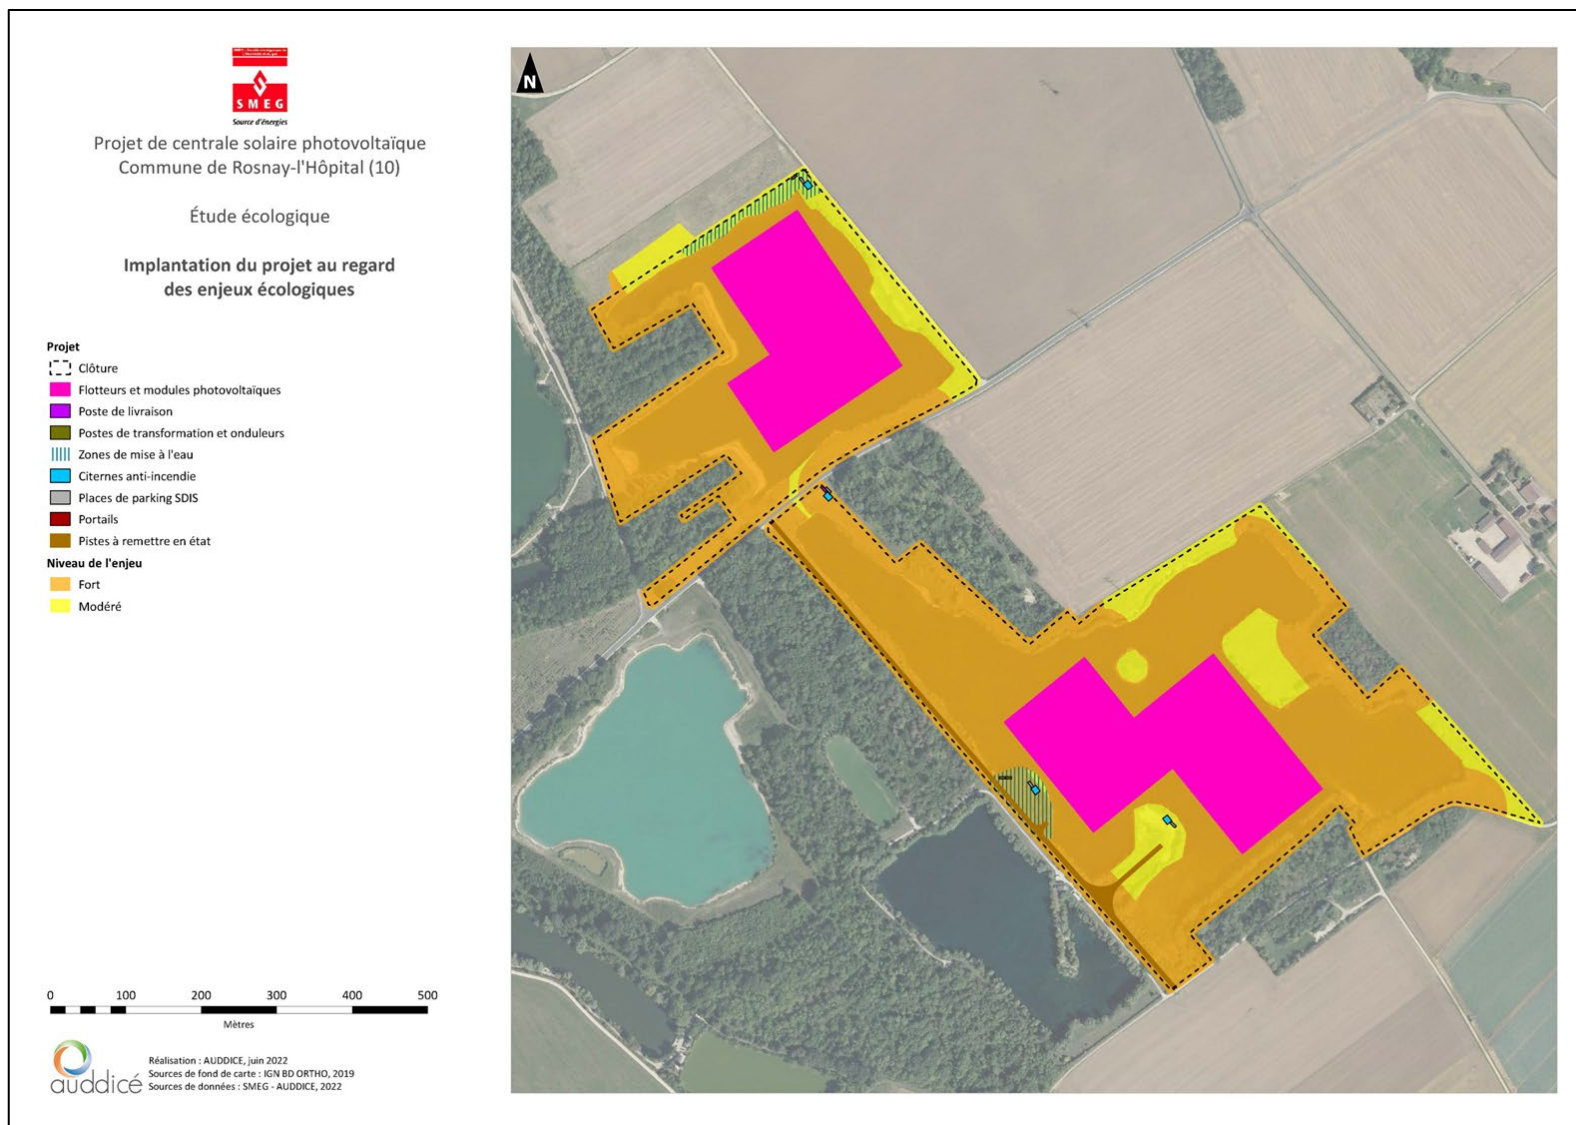 SMEG
Source d'énergies
Projet de centrale solaire photovoltaïque
Commune de Rosnay-l'Hôpital (10)
Étude écologique
Implantation du projet au regard
des enjeux écologiques
Projet
Clôture
Flotteurs et modules photovoltaïques
Poste de livraison
Postes de transformation et onduleurs
Zones de mise à l'eau
Citernes anti-incendie
Places de parking SDIS
Portails
Pistes à remettre en état
Niveau de l'enjeu
Fort
Modéré
0 100 200 300 400 500
Mètres
auddicé
Réalisation : AUDDICE, juin 2022
Sources de fond de carte : IGN BD ORTHO, 2019
Sources de données : SMEG - AUDDICE, 2022
N